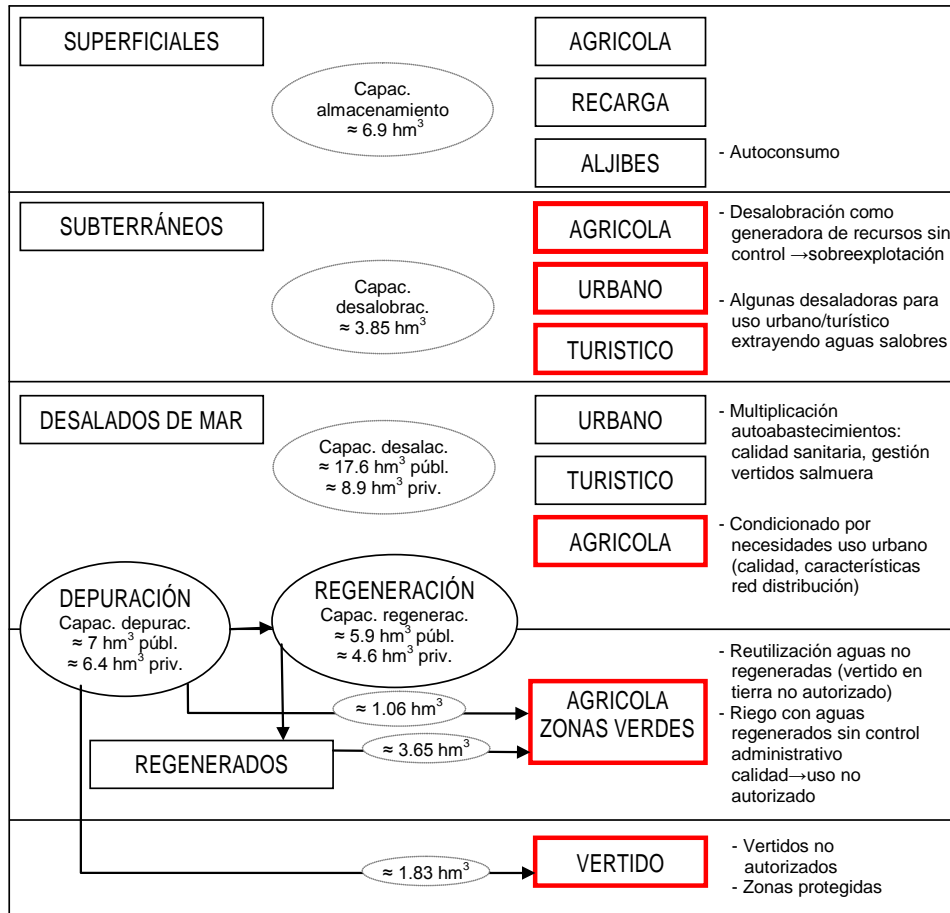 SUPERFICIALES
Capac.
almacenamiento
≈ 6.9 hm³
AGRICOLA
RECARGA
ALJIBES
- Autoconsumo
SUBTERRÁNEOS
Capac.
desalobrac.
≈ 3.85 hm³
AGRICOLA
URBANO
TURISTICO
- Desalobración como
generadora de recursos sin
control →sobreexplotación
- Algunas desaladoras para
uso urbano/turístico
extrayendo aguas salobres
DESALADOS DE MAR
Capac. desalac.
≈ 17.6 hm³ públ.
≈ 8.9 hm³ priv.
URBANO
TURISTICO
AGRICOLA
- Multiplicación
autoabastecimientos:
calidad sanitaria, gestión
vertidos salmuera
- Condicionado por
necesidades uso urbano
(calidad, características
red distribución)
DEPURACIÓN
Capac. depurac.
≈ 7 hm³ públ.
≈ 6.4 hm³ priv.
REGENERACIÓN
Capac. regenerac.
≈ 5.9 hm³ públ.
≈ 4.6 hm³ priv.
≈ 1.06 hm³
REGENERADOS
≈ 3.65 hm³
AGRICOLA
ZONAS VERDES
- Reutilización aguas no
regeneradas (vertido en
tierra no autorizado)
- Riego con aguas
regenerados sin control
administrativo
calidad→uso no
autorizado
≈ 1.83 hm³
VERTIDO
- Vertidos no
autorizados
- Zonas protegidas